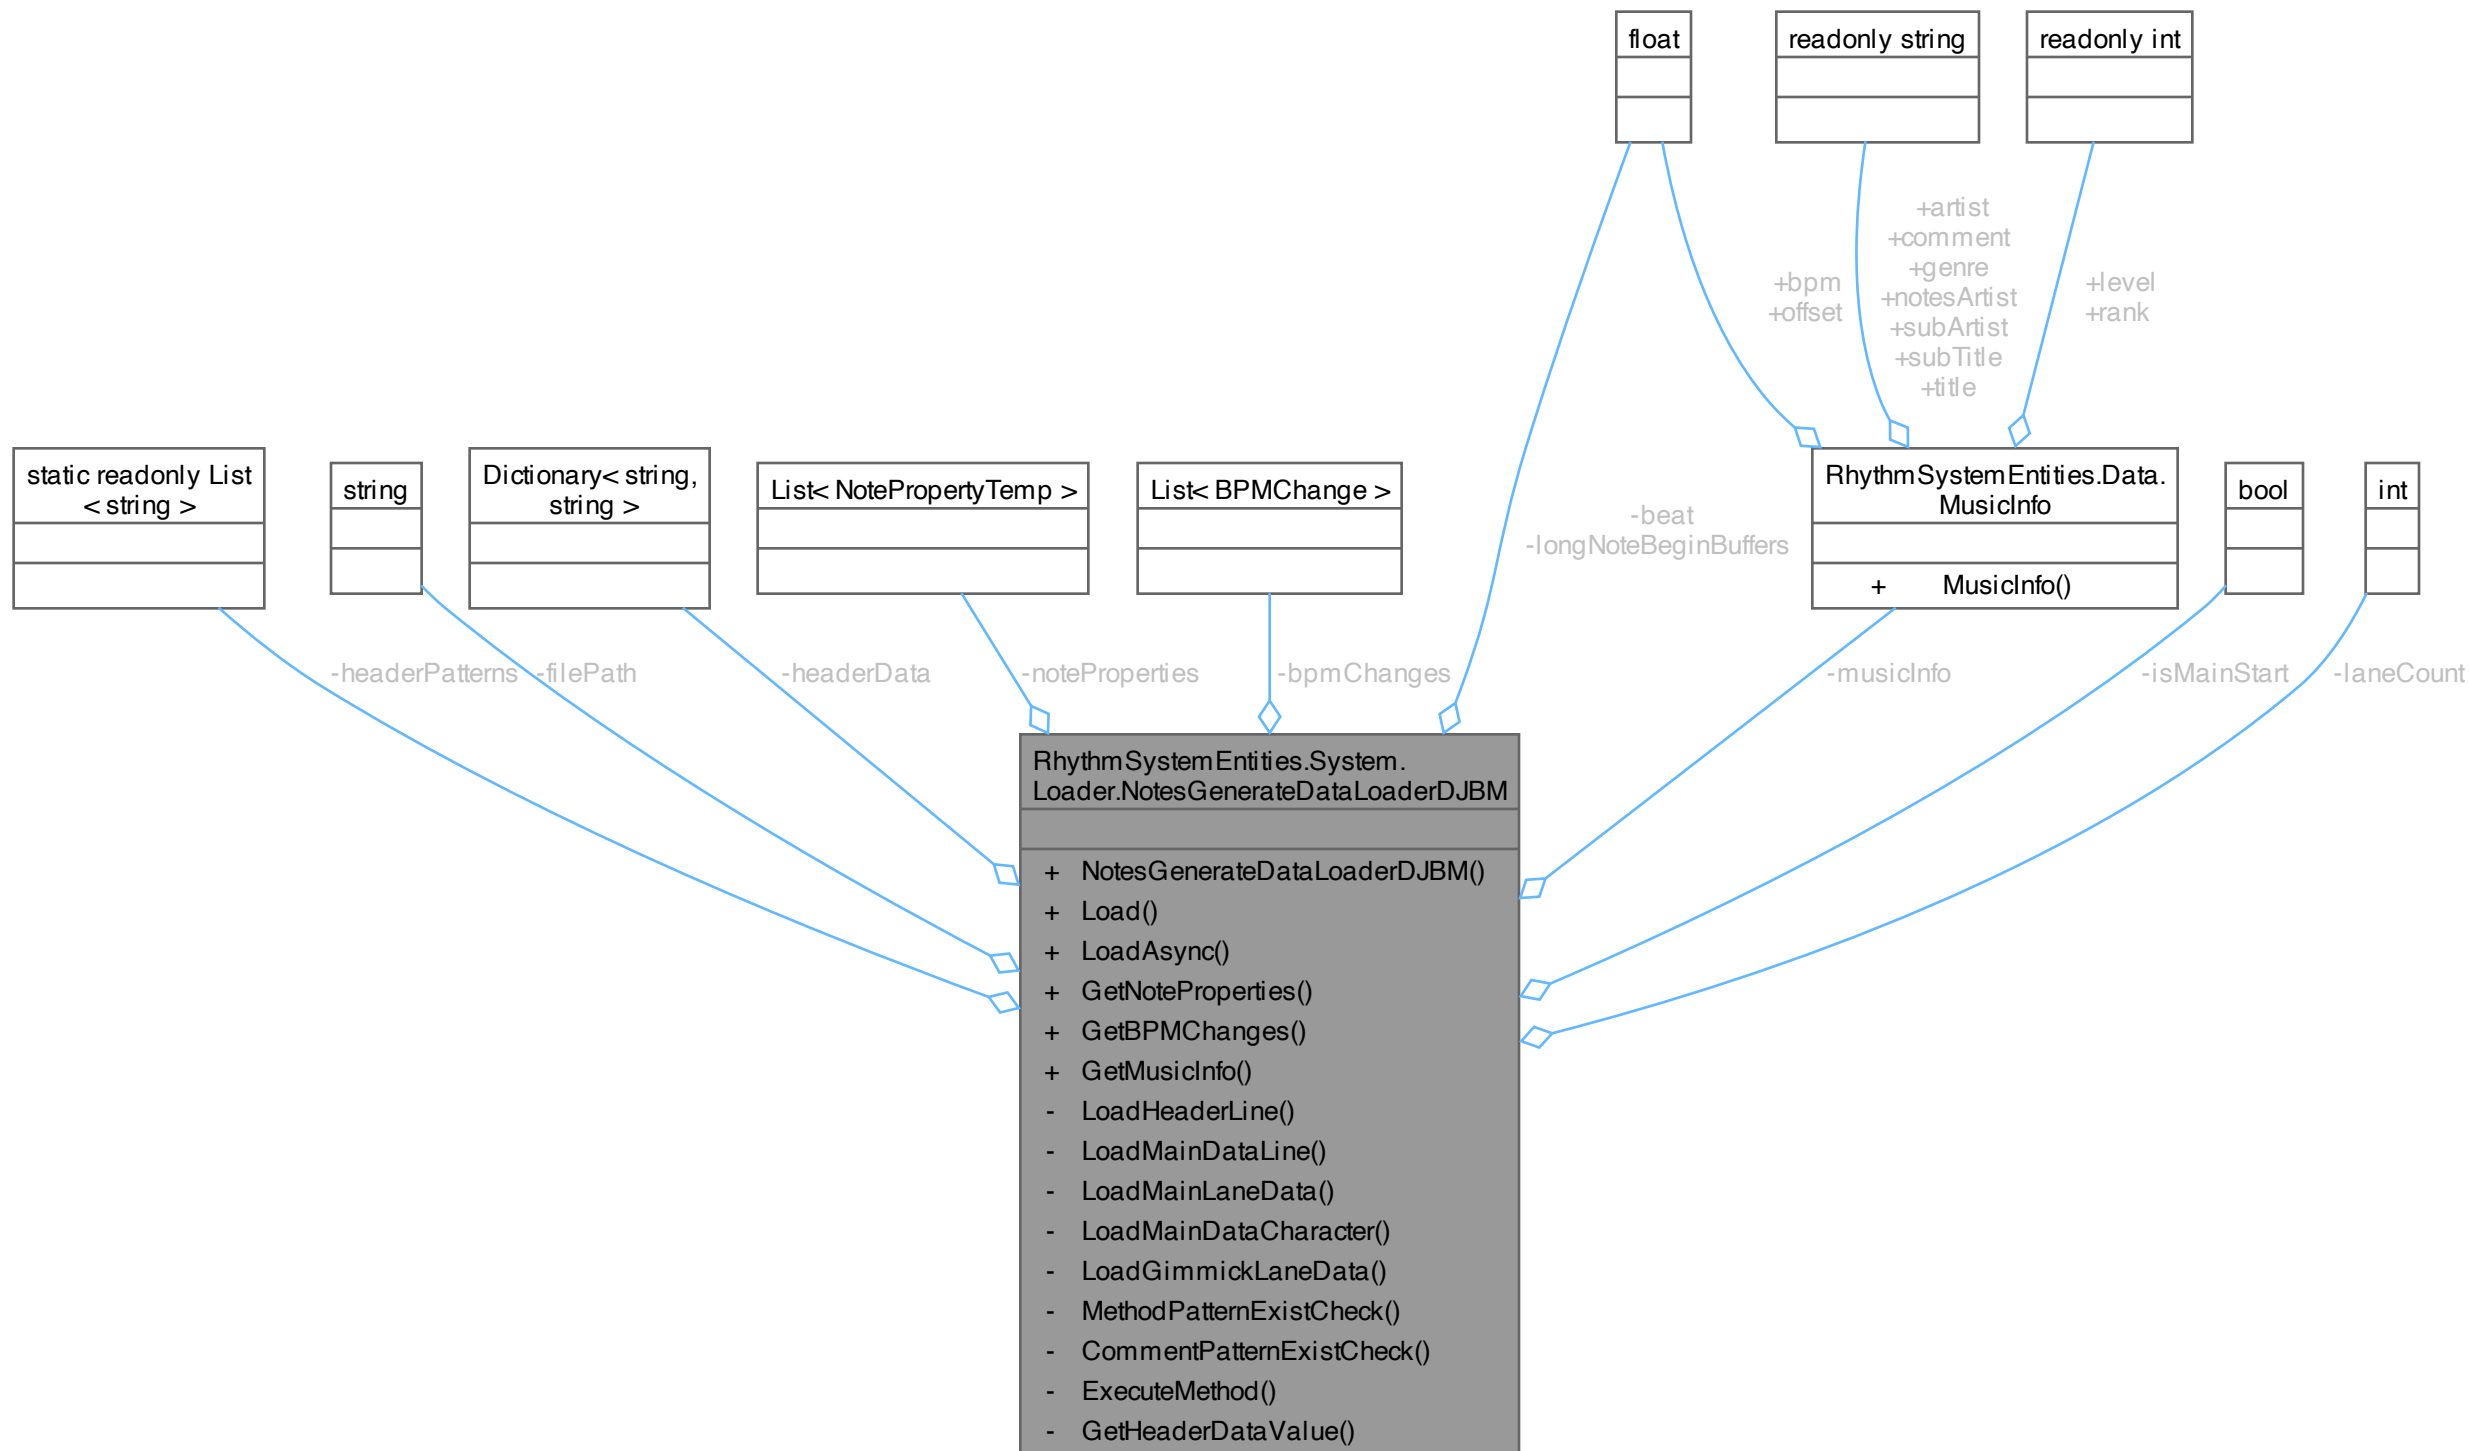 float
readonly string
readonly int
+artist
+comment
+genre
+notesArtist
+subArtist
+subTitle
+title
+bpm
+offset
+level
+rank
static readonly List
< string >
string
Dictionary< string,
string >
List< NotePropertyTemp >
List< BPMChange >
-beat
-longNoteBeginBuffers
RhythmSystemEntities.Data.
MusicInfo
+ MusicInfo()
bool
int
-headerPatterns
-filePath
-headerData
-noteProperties
-bpmChanges
-musicInfo
-isMainStart
-laneCount
RhythmSystemEntities.System.
Loader.NotesGenerateDataLoaderDJBM
+ NotesGenerateDataLoaderDJBM()
+ Load()
+ LoadAsync()
+ GetNoteProperties()
+ GetBPMChanges()
+ GetMusicInfo()
- LoadHeaderLine()
- LoadMainDataLine()
- LoadMainLaneData()
- LoadMainDataCharacter()
- LoadGimmickLaneData()
- MethodPatternExistCheck()
- CommentPatternExistCheck()
- ExecuteMethod()
- GetHeaderDataValue()